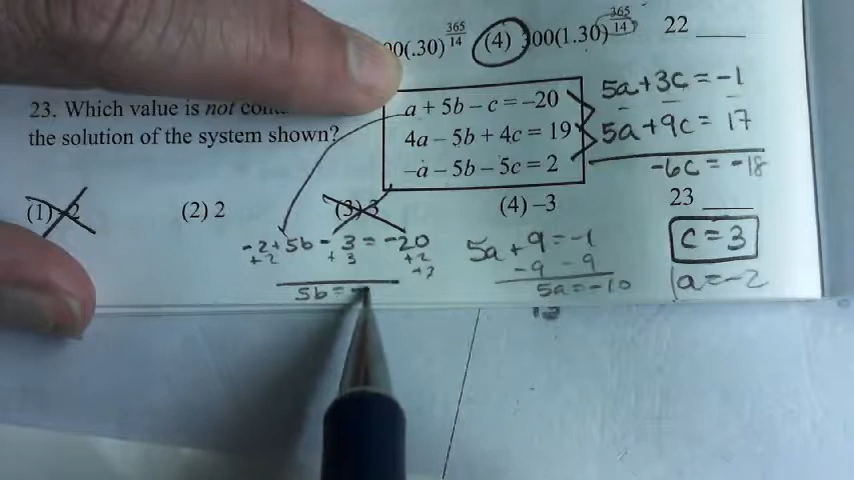 00(.30)^365/14 (4) 300(1.30)^365/14 22 ____
23. Which value is not
the solution of the system shown?
a + 5b – c = –20
4a – 5b + 4c = 19
–a – 5b – 5c = 2
5a+3c = -1
5a+9c = 17
-6c = -18
(1) –2 (2) 2 (3) 3 (4) –3 23 ____
c = 3
a = -2
-2+5b - 3 = -20
+2 +3 +2
+3
5b = -
5a+9 = -1
-9 -9
5a = -10